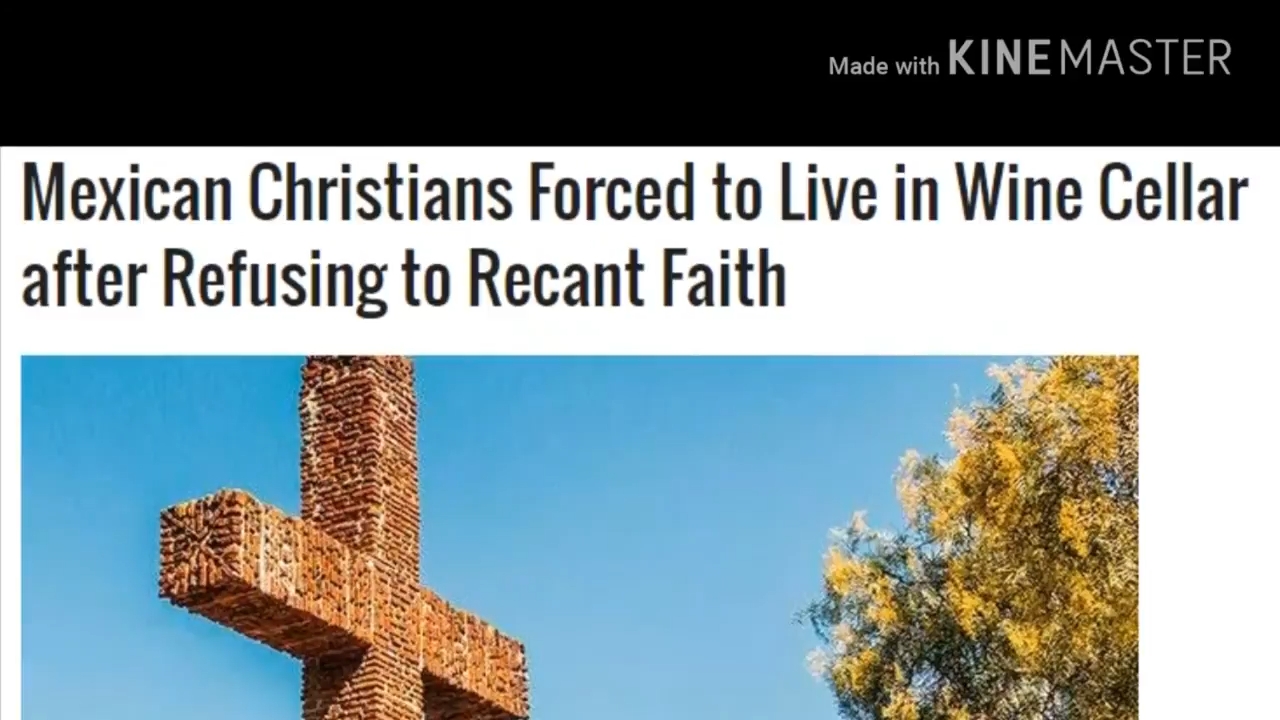 Made with KINEMASTER
Mexican Christians Forced to Live in Wine Cellar
after Refusing to Recant Faith